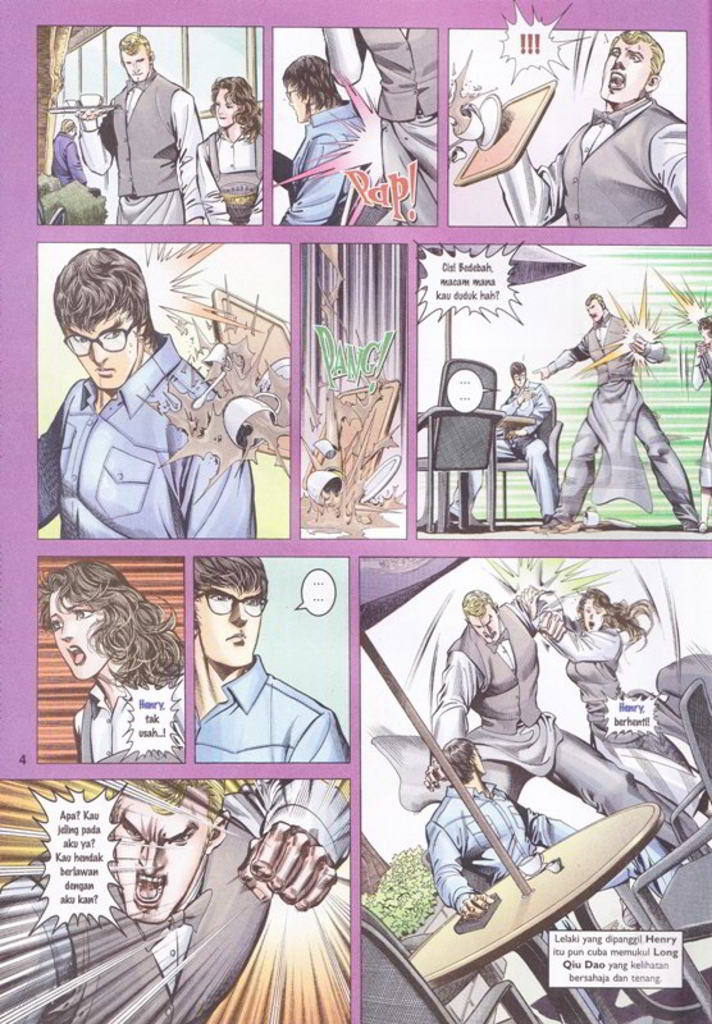 Pap!
!!!
PANG!
Cis! Bedebah,
macam mana
kau duduk hah?
...
Henry,
tak
usah..!
...
Henry,
berhenti!
Apa? Kau
jeling pada
aku ya?
Kau hendak
berlawan
dengan
aku kan?
Lelaki yang dipanggil Henry
itu pun cuba memukul Long
Qiu Dao yang kelihatan
bersahaja dan tenang.
4